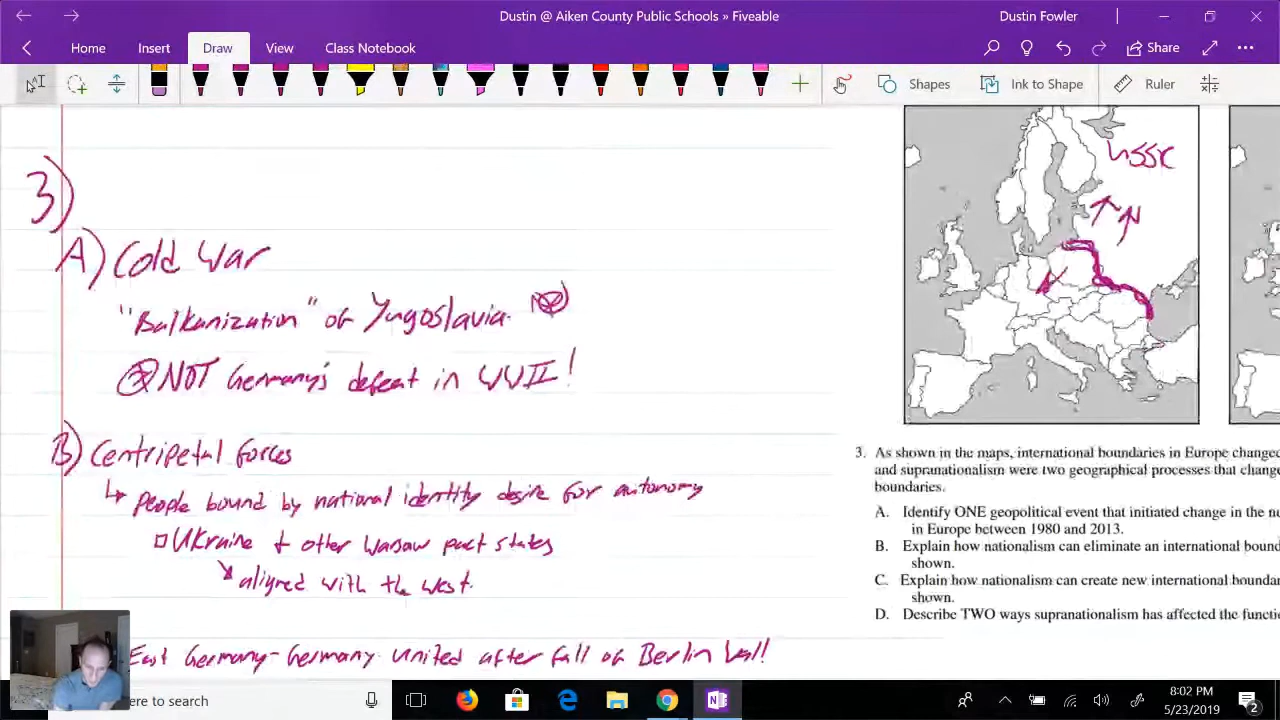 Dustin @ Aiken County Public Schools » Fiveable
Dustin Fowler
Home Insert Draw View Class Notebook
Share
Shapes Ink to Shape Ruler
3)
A) Cold War
"Balkanization" of Yugoslavia
NOT Germany's defeat in WWII!
B) Centripetal forces
↳ people bound by national identity desire for autonomy
Ukraine + other Warsaw pact states
aligned with the West.
East Germany-Germany united after fall of Berlin Wall!
USSR
3. As shown in the maps, international boundaries in Europe changed
and supranationalism were two geographical processes that change
boundaries.
A. Identify ONE geopolitical event that initiated change in the nu
in Europe between 1980 and 2013.
B. Explain how nationalism can eliminate an international bound
shown.
C. Explain how nationalism can create new international bounda
shown.
D. Describe TWO ways supranationalism has affected the functi
ere to search
8:02 PM
5/23/2019
2